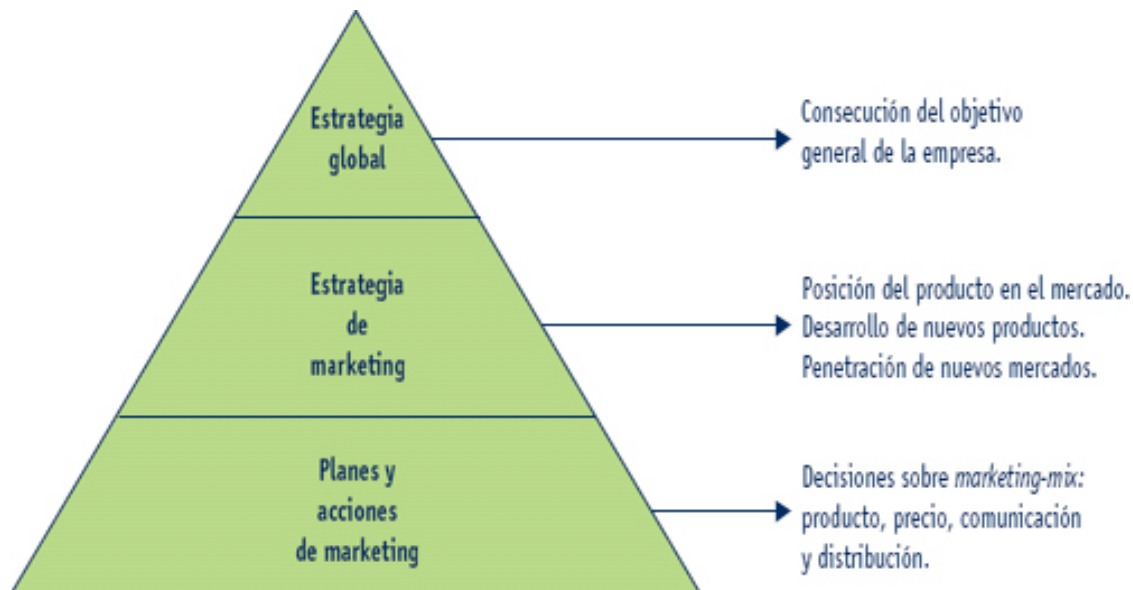 Estrategia
global
Consecución del objetivo
general de la empresa.
Estrategia
de
marketing
Posición del producto en el mercado.
Desarrollo de nuevos productos.
Penetración de nuevos mercados.
Planes y
acciones
de marketing
Decisiones sobre marketing-mix:
producto, precio, comunicación
y distribución.